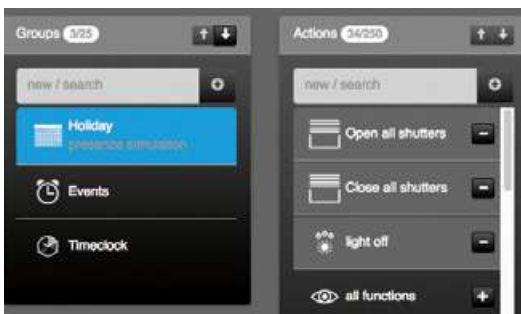 Groups 3/25
new / search
Holiday
presence simulation
Events
Timeclock
Actions 34/250
new / search
Open all shutters
Close all shutters
light off
all functions